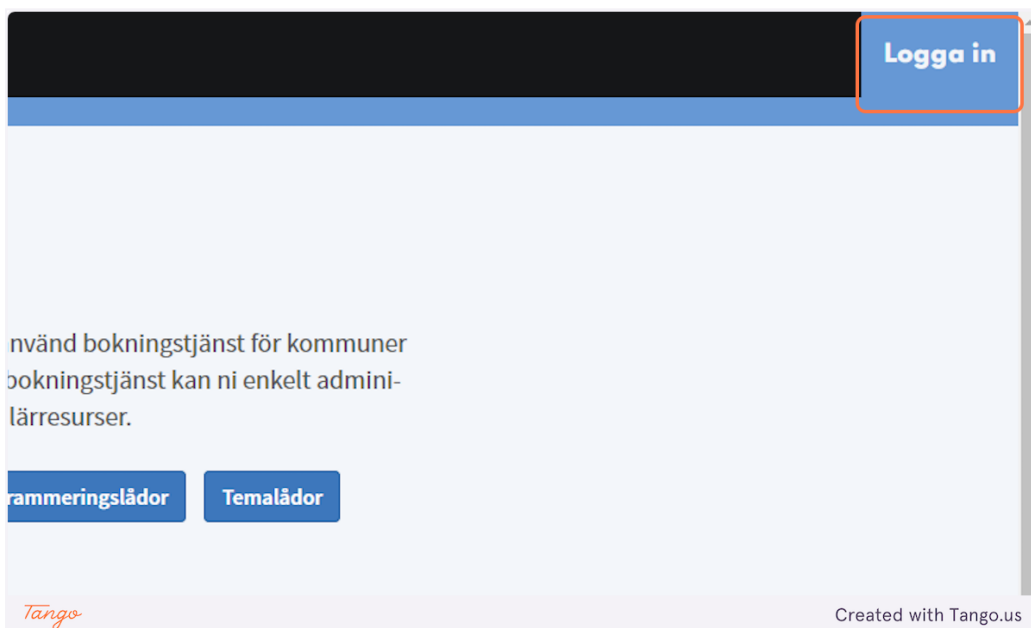 Logga in
nvänd bokningstjänst för kommuner
bokningstjänst kan ni enkelt admini-
lärresurser.
rammeringslådor
Temalådor
Tango
Created with Tango.us